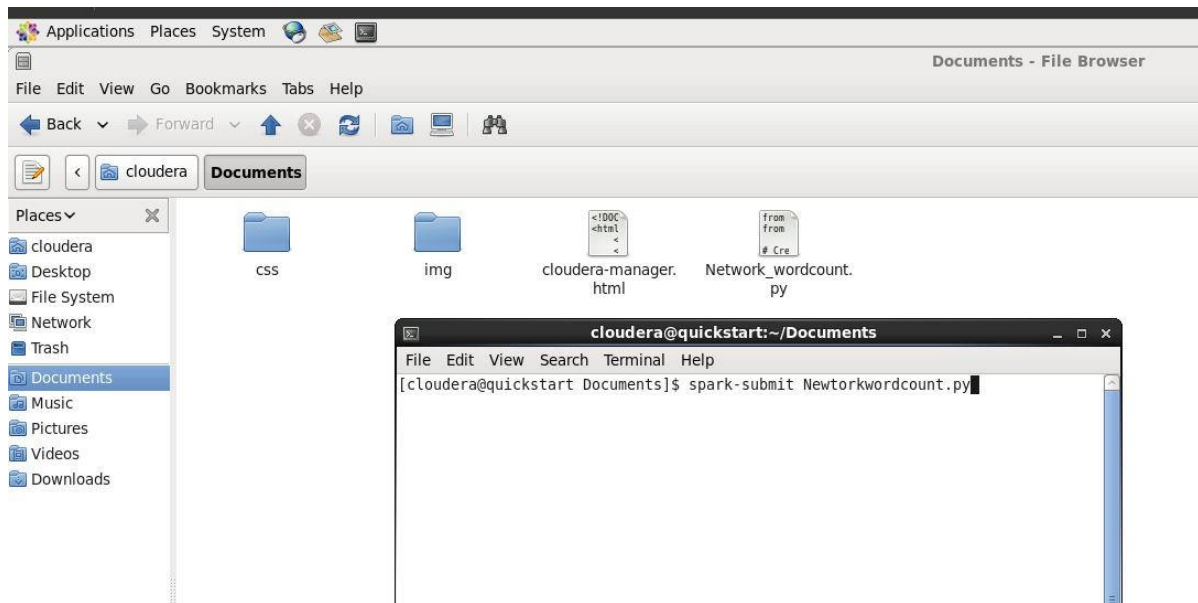 Applications Places System
Documents - File Browser
File Edit View Go Bookmarks Tabs Help
Back Forward
cloudera Documents
Places
cloudera
Desktop
File System
Network
Trash
Documents
Music
Pictures
Videos
Downloads
css
img
<!DOC
<html
<
<
cloudera-manager.
html
from
from
# Cre
Network_wordcount.
py
cloudera@quickstart:~/Documents
File Edit View Search Terminal Help
[cloudera@quickstart Documents]$ spark-submit Newtorkwordcount.py